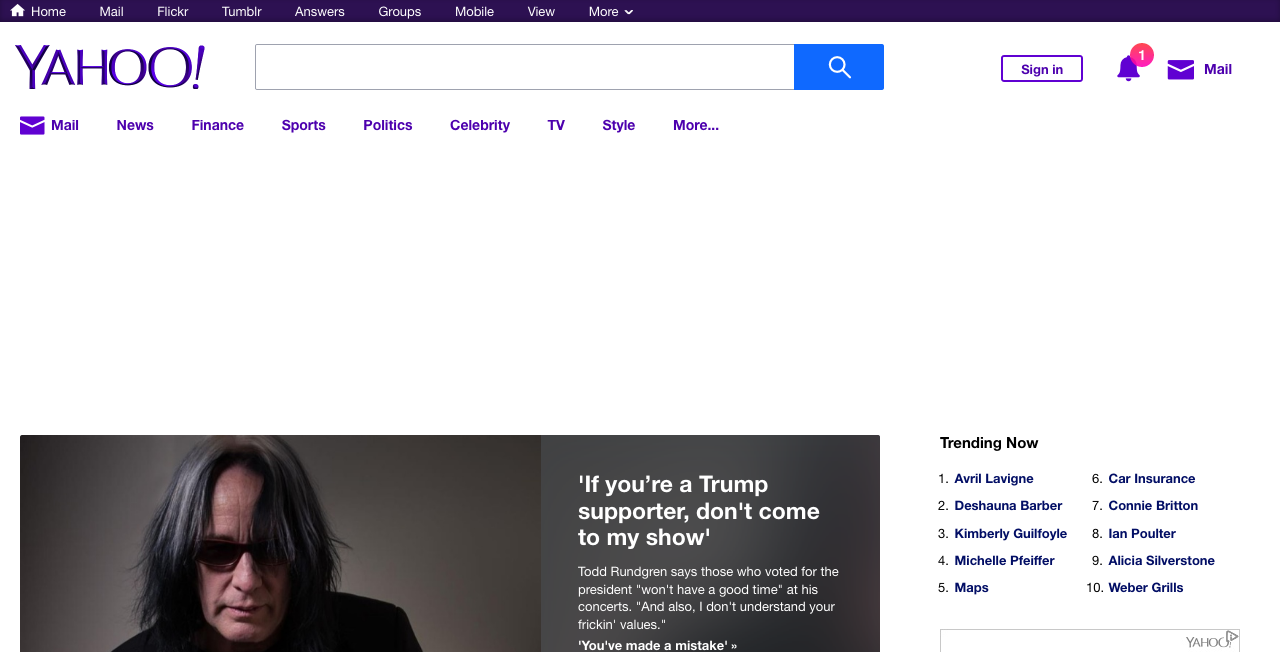 Home Mail Flickr Tumblr Answers Groups Mobile View More
YAHOO!
Sign in
1
Mail
Mail News Finance Sports Politics Celebrity TV Style More...
'If you’re a Trump
supporter, don't come
to my show'
Todd Rundgren says those who voted for the
president "won't have a good time" at his
concerts. "And also, I don't understand your
frickin' values."
'You've made a mistake' »
Trending Now
1. Avril Lavigne
2. Deshauna Barber
3. Kimberly Guilfoyle
4. Michelle Pfeiffer
5. Maps
6. Car Insurance
7. Connie Britton
8. Ian Poulter
9. Alicia Silverstone
10. Weber Grills
YAHOO!